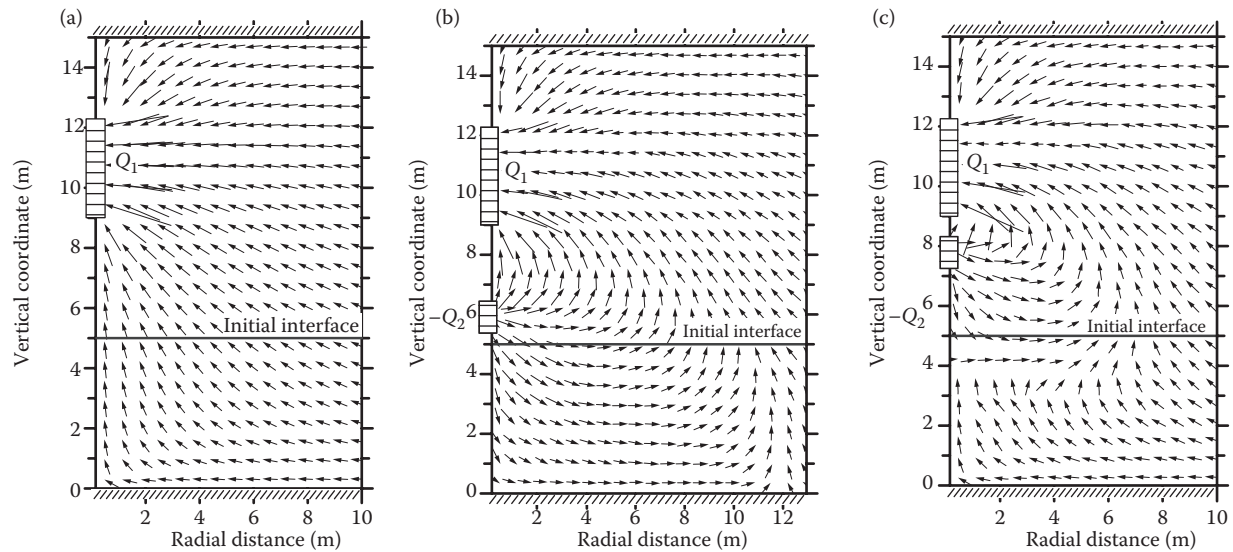 (a)
Vertical coordinate (m)
14
12
10
8
6
4
2
0
Q1
Initial interface
2
4
6
8
10
Radial distance (m)
(b)
Vertical coordinate (m)
14
12
10
8
6
4
2
0
Q1
−Q2
Initial interface
2
4
6
8
10
12
Radial distance (m)
(c)
Vertical coordinate (m)
14
12
10
8
6
4
2
0
Q1
−Q2
Initial interface
2
4
6
8
10
Radial distance (m)